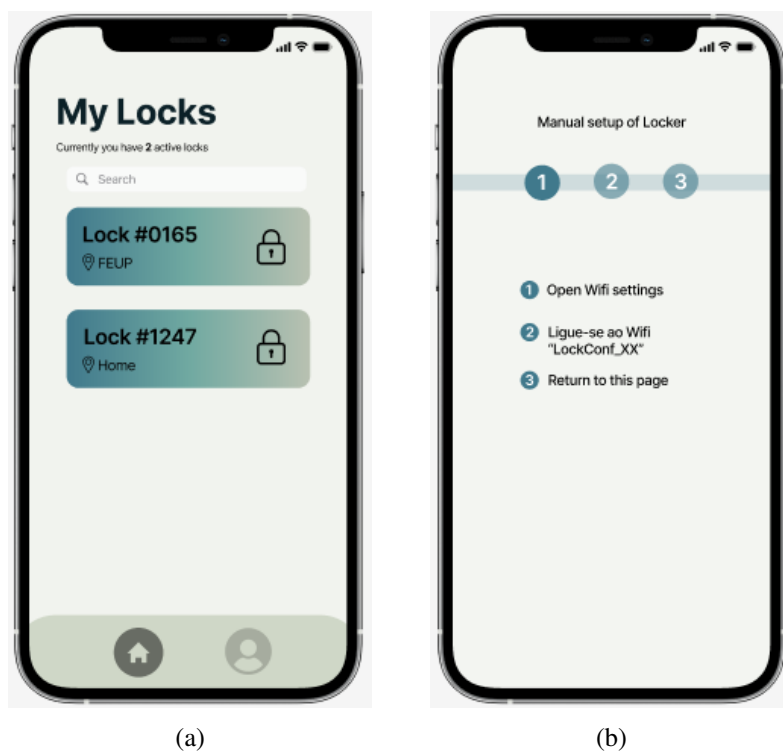 My Locks
Currently you have 2 active locks
Search
Lock #0165
FEUP
Lock #1247
Home
(a)
Manual setup of Locker
1 2 3
1 Open Wifi settings
2 Ligue-se ao Wifi
"LockConf_XX"
3 Return to this page
(b)